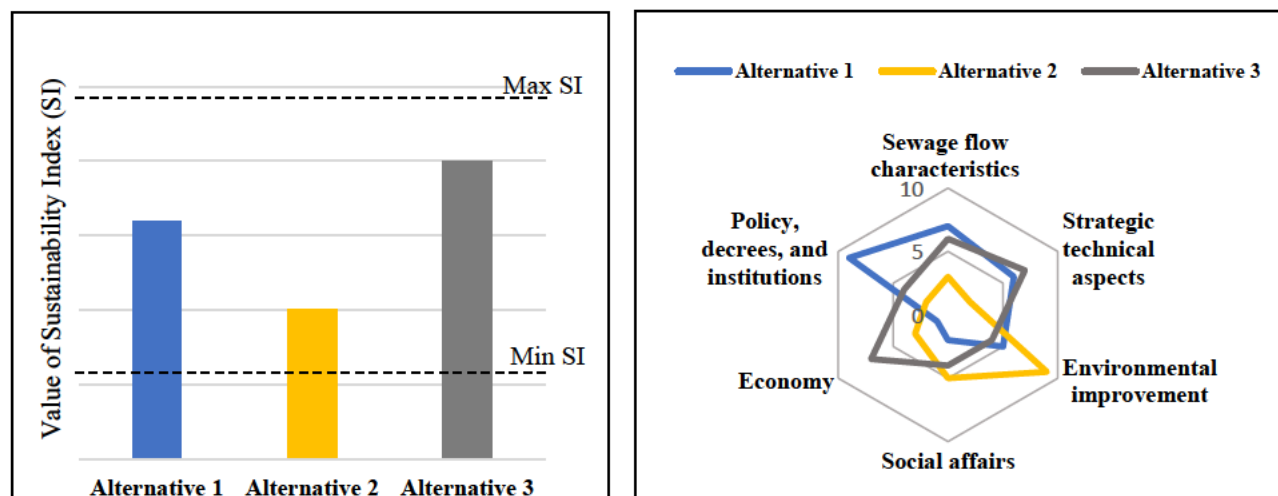 Value of Sustainability Index (SI)
Max SI
Min SI
Alternative 1
Alternative 2
Alternative 3
Alternative 1
Alternative 2
Alternative 3
Sewage flow
characteristics
10
Policy,
decrees, and
institutions
5
Strategic
technical
aspects
0
Economy
Environmental
improvement
Social affairs